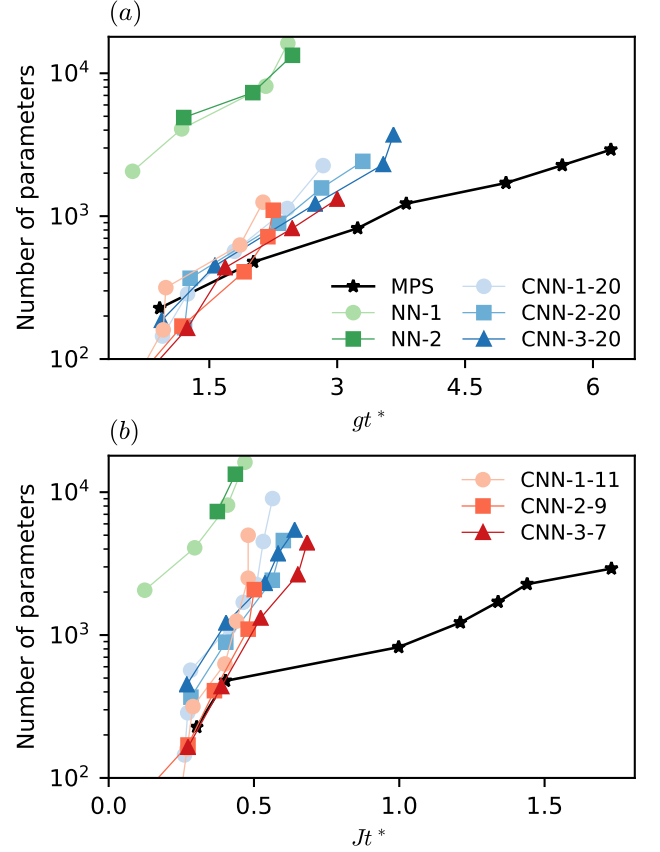 (a)
Number of parameters
10^4
10^3
10^2
MPS
NN-1
NN-2
CNN-1-20
CNN-2-20
CNN-3-20
1.5 3 4.5 6
gt*
(b)
Number of parameters
10^4
10^3
10^2
CNN-1-11
CNN-2-9
CNN-3-7
0.0 0.5 1.0 1.5
Jt*